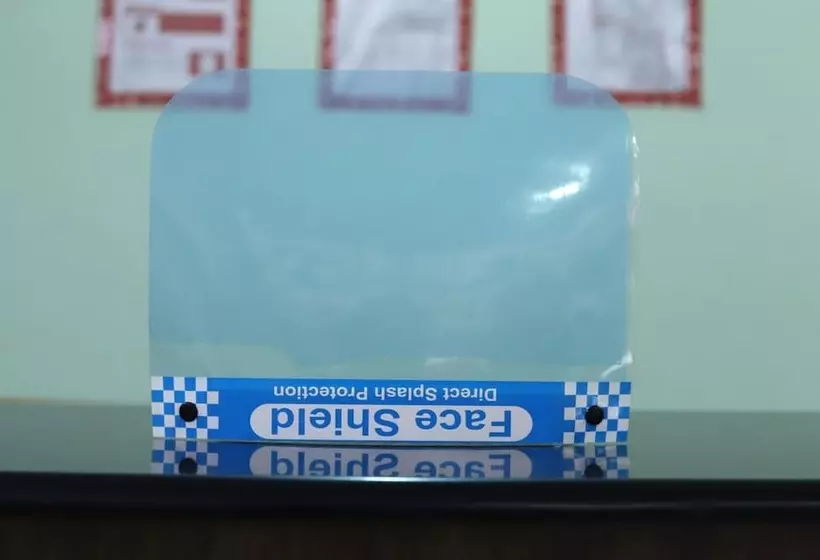 Face Shield
Direct Splash Protection